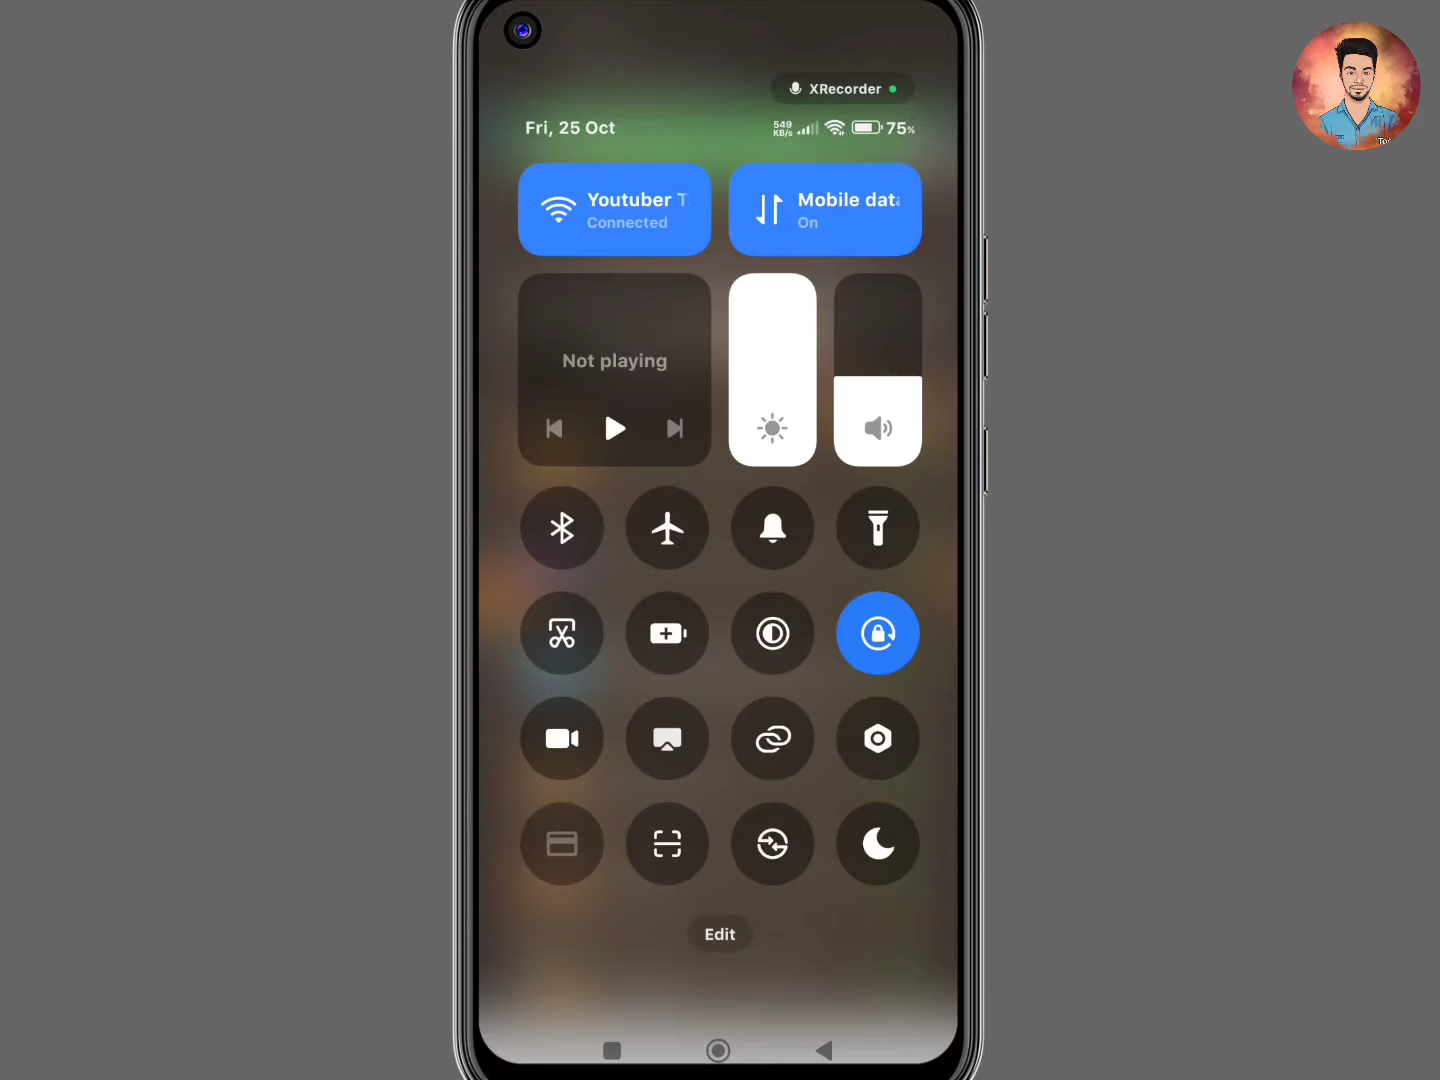 XRecorder
Fri, 25 Oct
549 KB/s
75%
Youtuber T
Connected
Mobile dat
On
Not playing
Edit